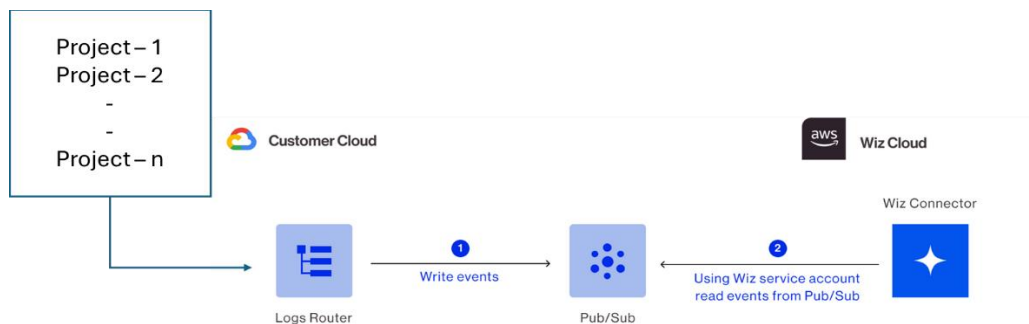 Project – 1
Project – 2
-
-
Project – n
Customer Cloud
aws
Wiz Cloud
Wiz Connector
1
Write events
2
Using Wiz service account
read events from Pub/Sub
Logs Router
Pub/Sub